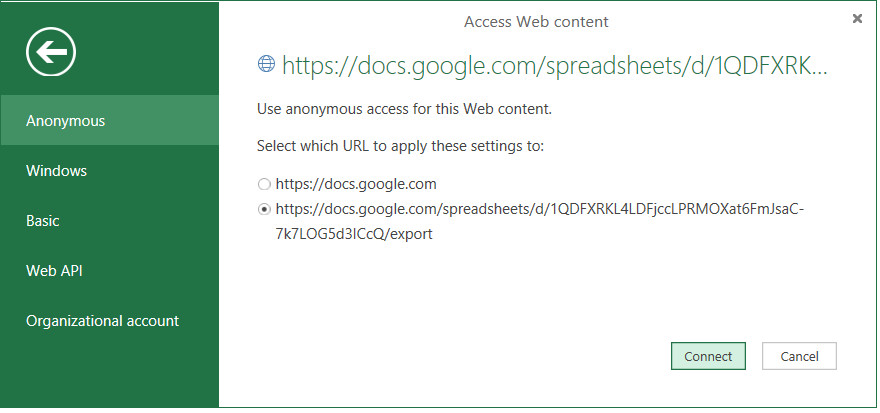 Access Web content
https://docs.google.com/spreadsheets/d/1QDFXRK...
Anonymous
Windows
Basic
Web API
Organizational account
Use anonymous access for this Web content.
Select which URL to apply these settings to:
https://docs.google.com
https://docs.google.com/spreadsheets/d/1QDFXRKL4LDFjccLPRMOXat6FmJsaC-
7k7LOG5d3ICcQ/export
Connect
Cancel